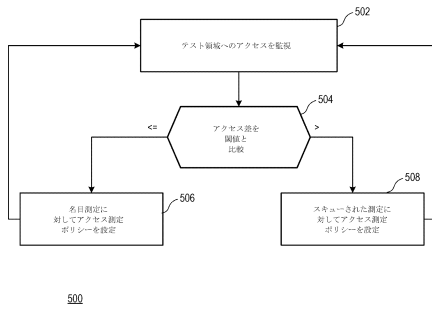 502
テスト領域へのアクセスを監視
504
<=
アクセス差を
閾値と
比較
>
506
名目測定に
対してアクセス測定
ポリシーを設定
508
スキューされた測定に
対してアクセス測定
ポリシーを設定
500